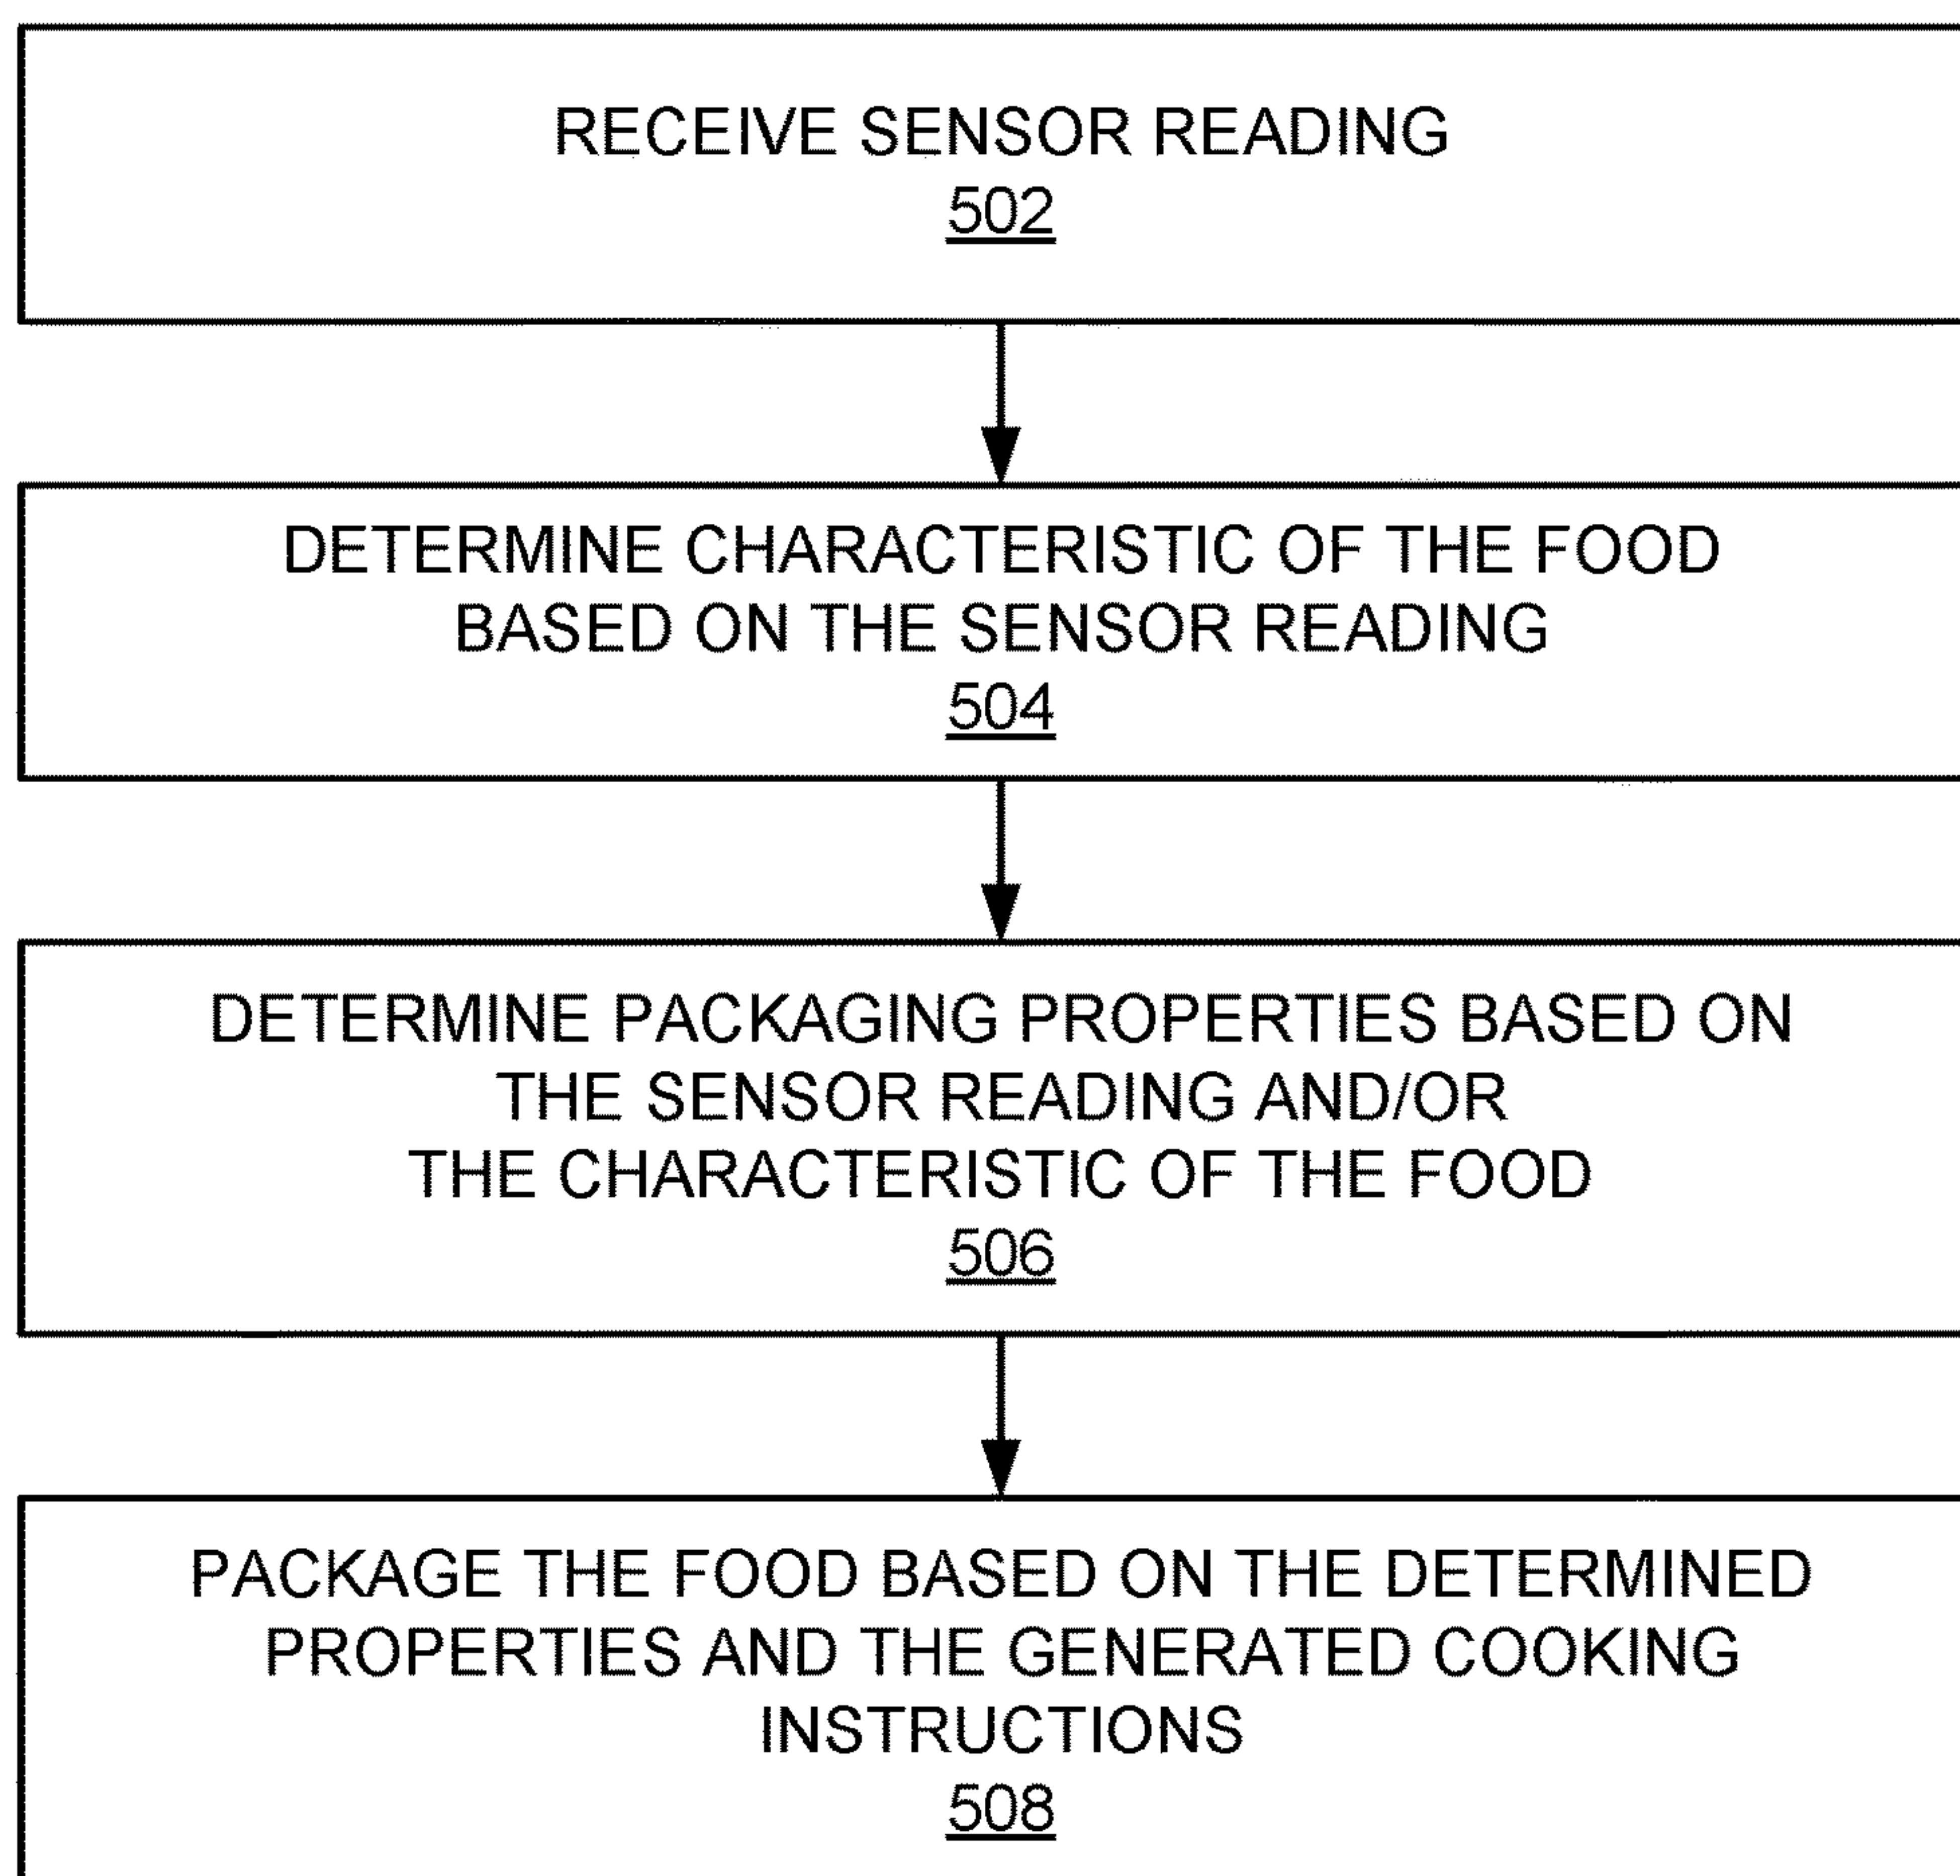 RECEIVE SENSOR READING
502
DETERMINE CHARACTERISTIC OF THE FOOD
BASED ON THE SENSOR READING
504
DETERMINE PACKAGING PROPERTIES BASED ON
THE SENSOR READING AND/OR
THE CHARACTERISTIC OF THE FOOD
506
PACKAGE THE FOOD BASED ON THE DETERMINED
PROPERTIES AND THE GENERATED COOKING
INSTRUCTIONS
508